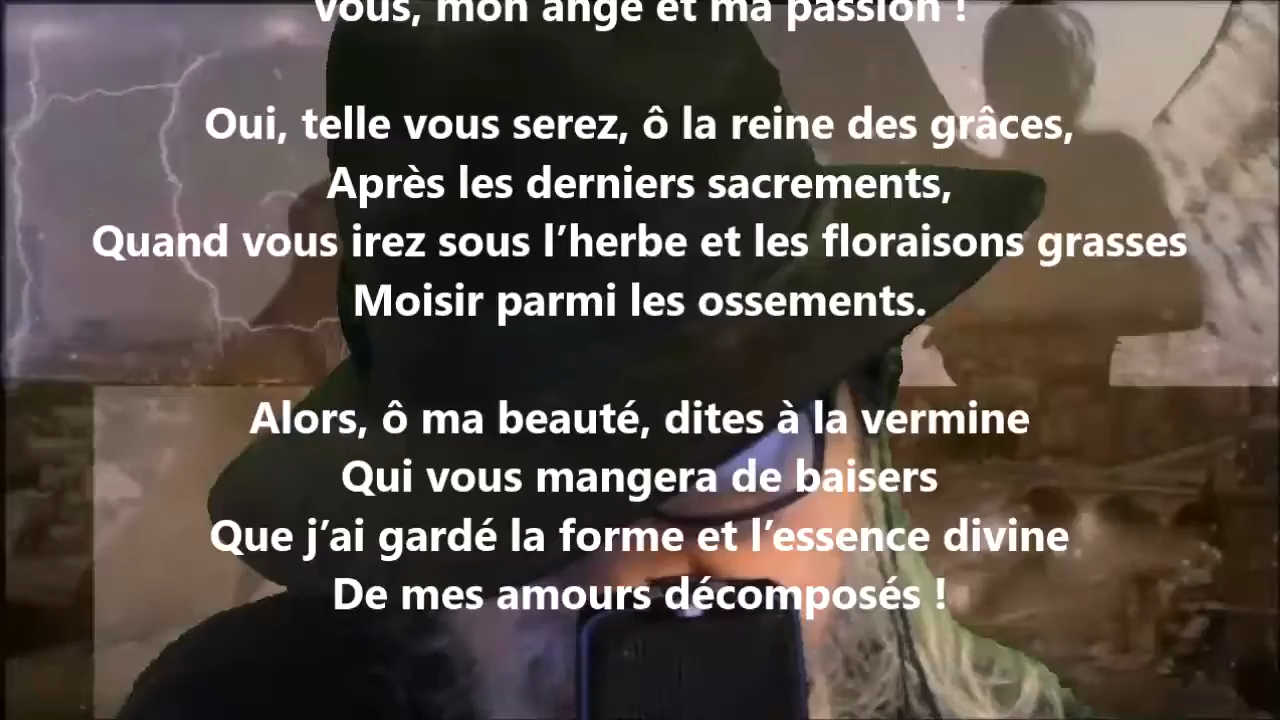 vous, mon ange et ma passion !
Oui, telle vous serez, ô la reine des grâces,
Après les derniers sacrements,
Quand vous irez sous l’herbe et les floraisons grasses
Moisir parmi les ossements.
Alors, ô ma beauté, dites à la vermine
Qui vous mangera de baisers
Que j’ai gardé la forme et l’essence divine
De mes amours décomposés !